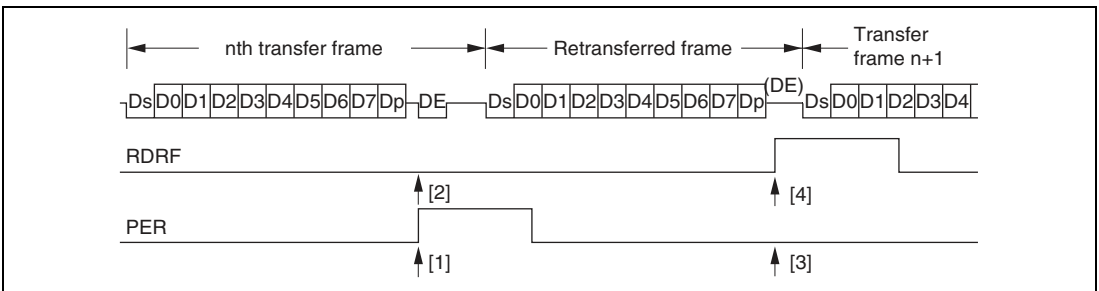 nth transfer frame Retransferred frame Transfer
frame n+1
(DE)
Ds D0 D1 D2 D3 D4 D5 D6 D7 Dp DE Ds D0 D1 D2 D3 D4 D5 D6 D7 Dp Ds D0 D1 D2 D3 D4
RDRF
[2] [4]
PER
[1] [3]